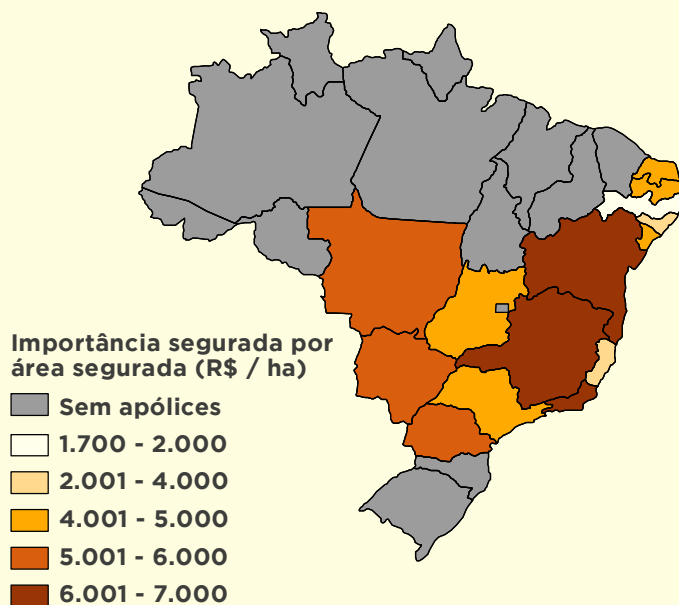 Importância segurada por
área segurada (R$ / ha)
Sem apólices
1.700 - 2.000
2.001 - 4.000
4.001 - 5.000
5.001 - 6.000
6.001 - 7.000